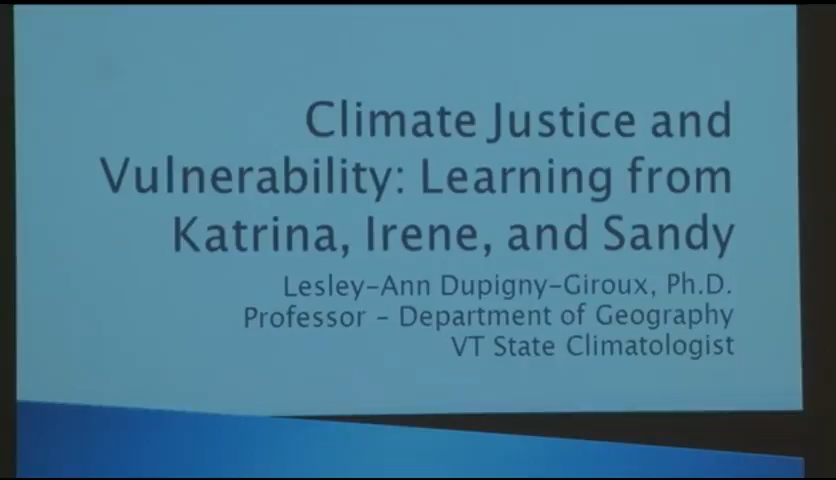 Climate Justice and
Vulnerability: Learning from
Katrina, Irene, and Sandy
Lesley-Ann Dupigny-Giroux, Ph.D.
Professor - Department of Geography
VT State Climatologist